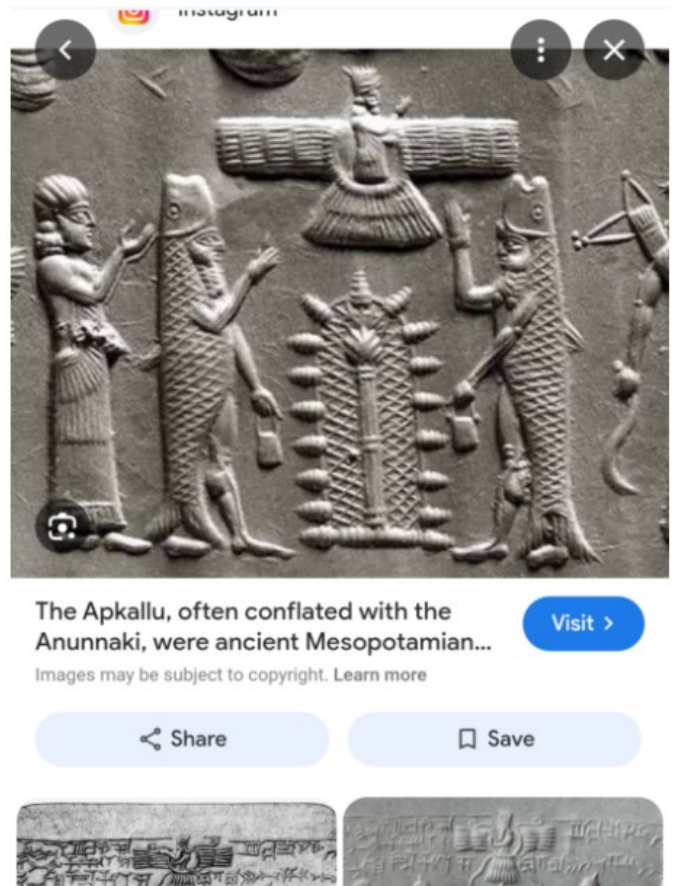 Instagram
The Apkallu, often conflated with the
Anunnaki, were ancient Mesopotamian...
Visit >
Images may be subject to copyright. Learn more
Share
Save